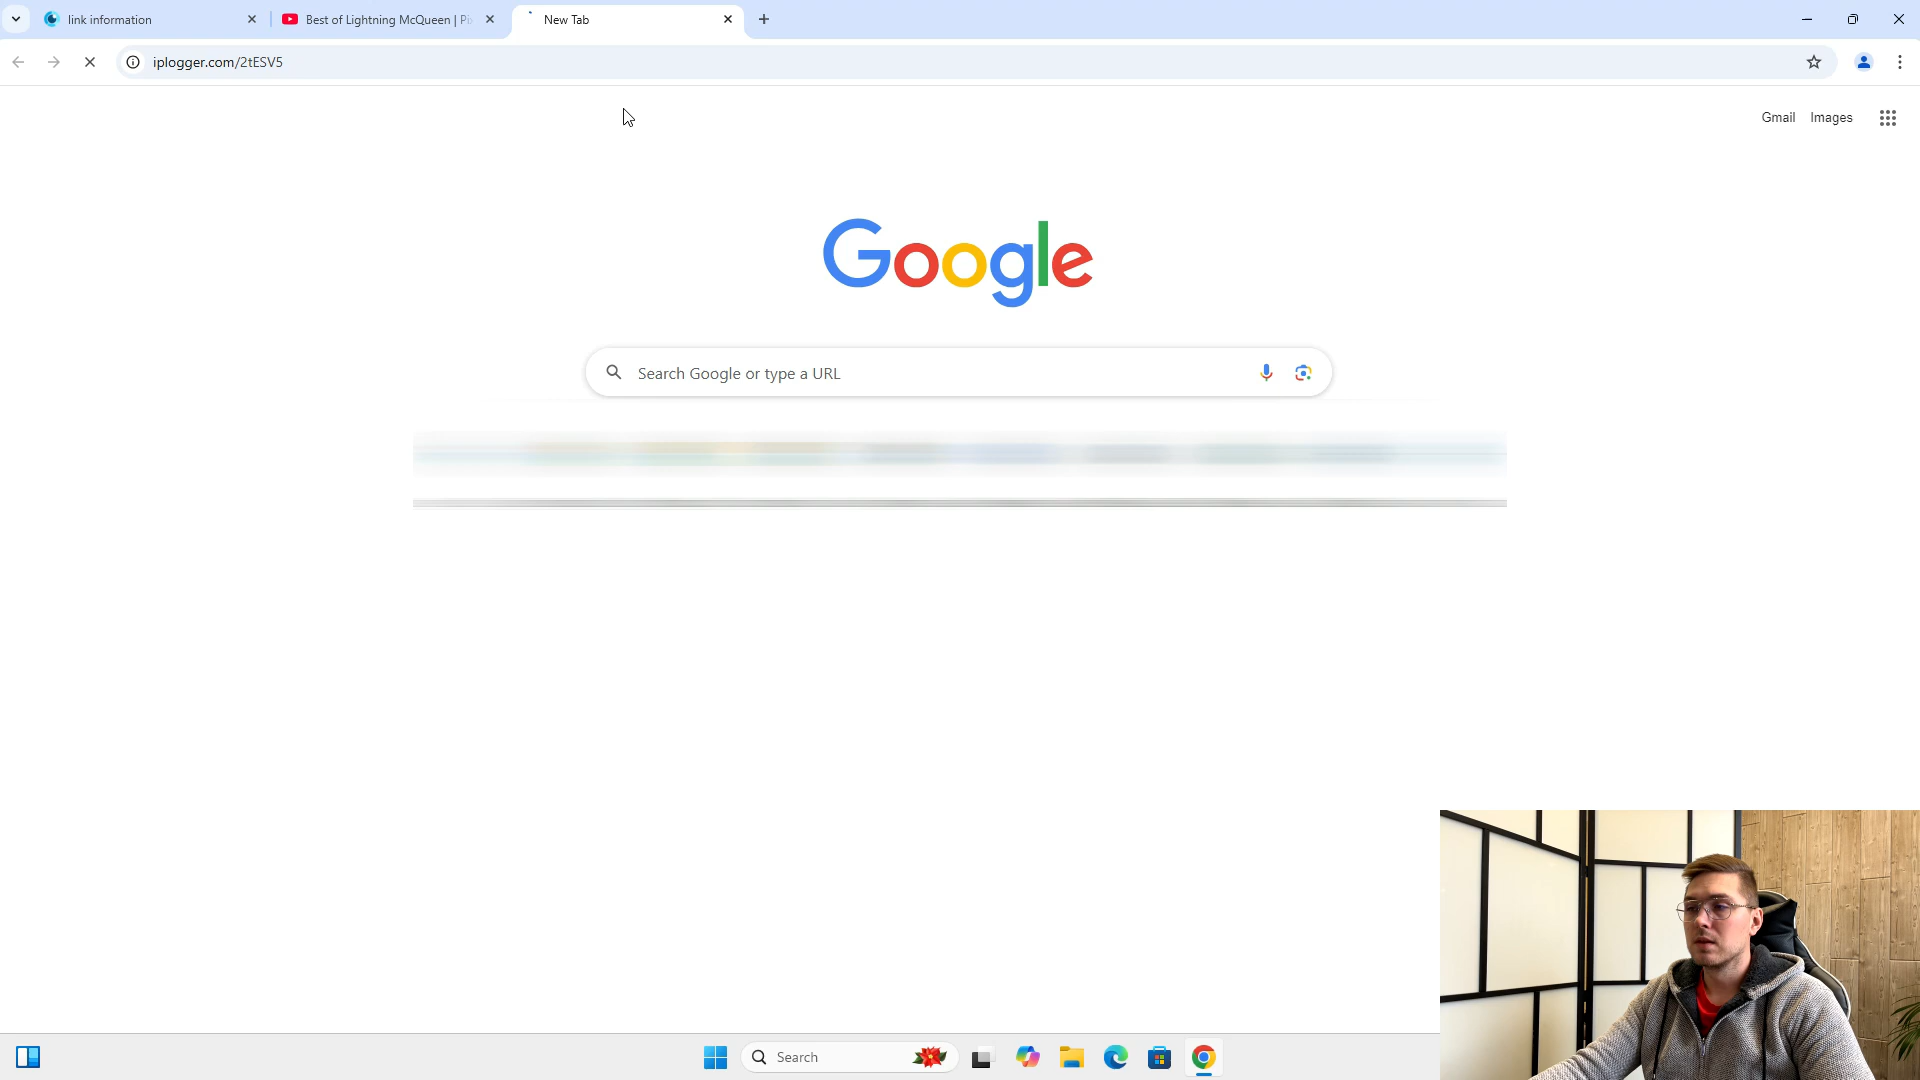 link information
Best of Lightning McQueen | Pi
New Tab
iplogger.com/2tESV5
Gmail
Images
Google
Search Google or type a URL
Search